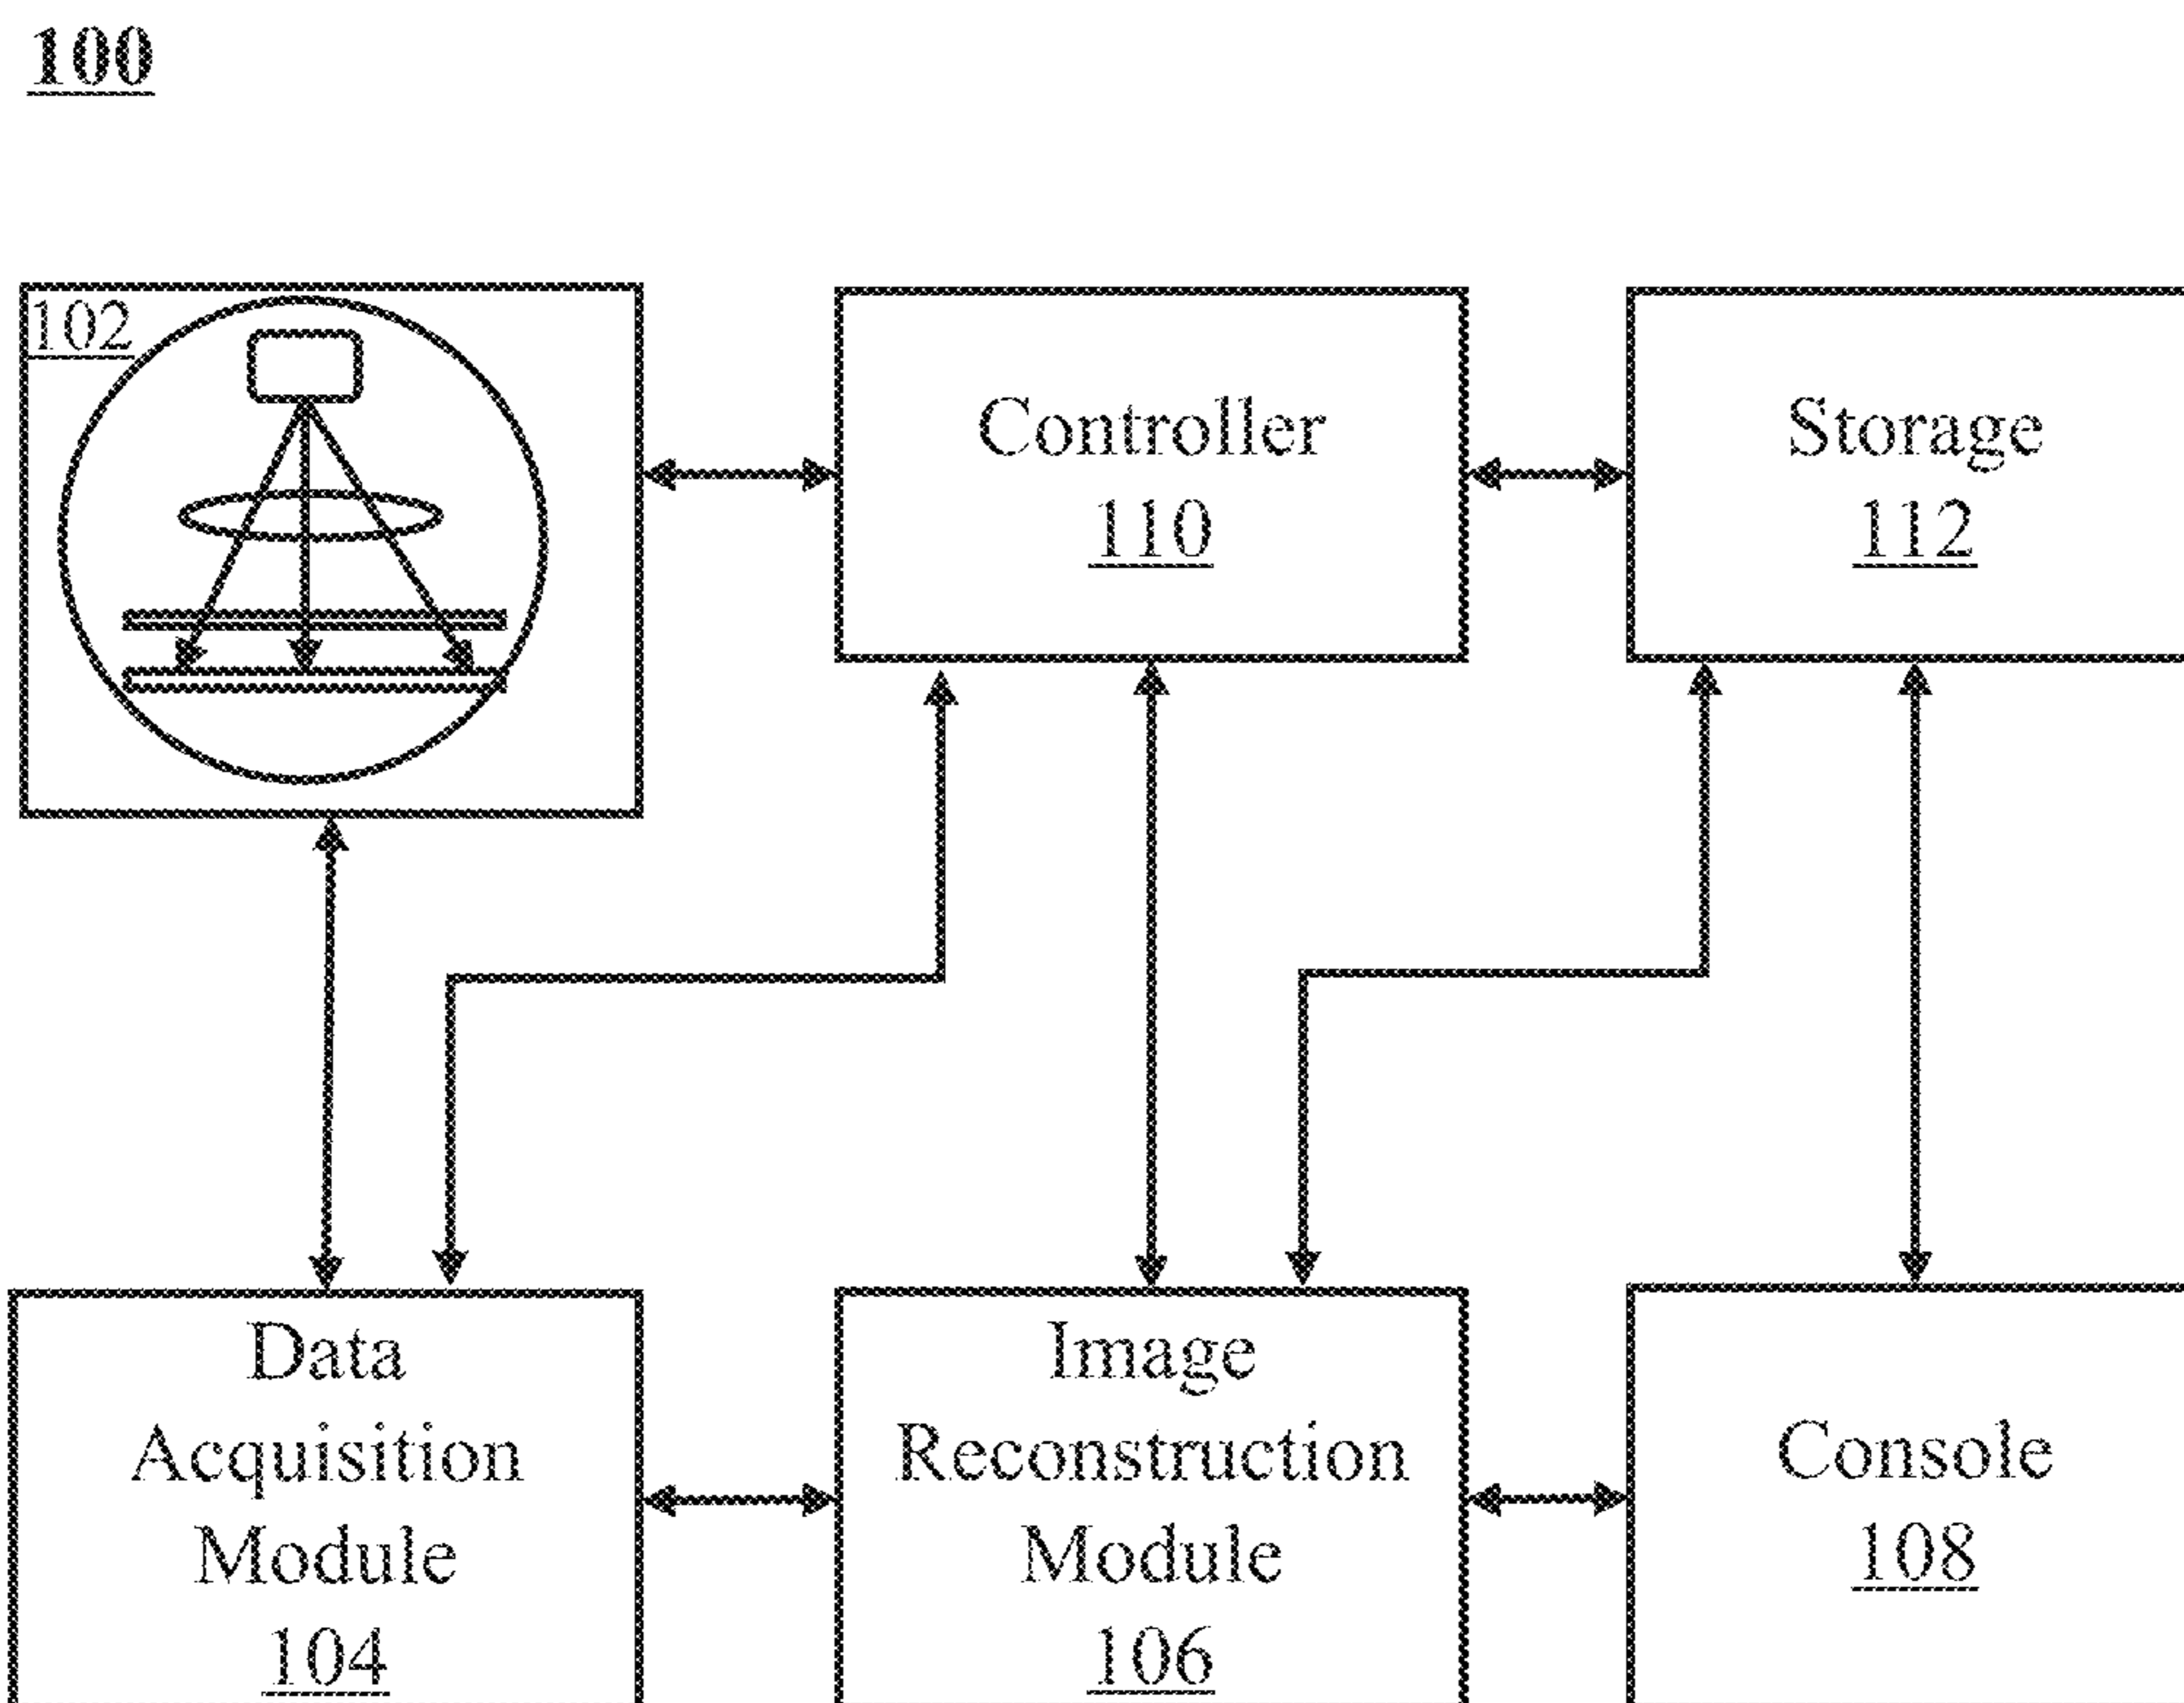 100
102
Controller
110
Storage
112
Data
Acquisition
Module
104
Image
Reconstruction
Module
106
Console
108